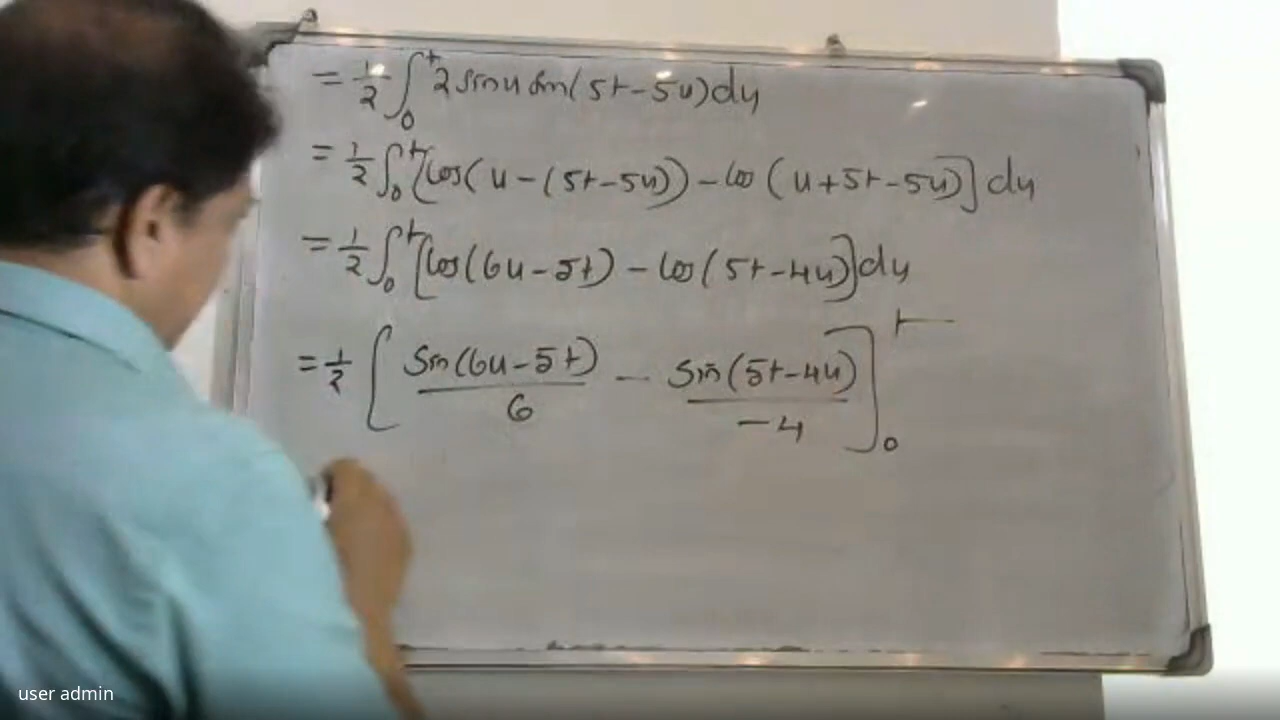 = 1/2 ∫₀ᵗ 2 sin u sin(5t-5u) du
= 1/2 ∫₀ᵗ [cos(u-(5t-5u)) - cos(u+5t-5u)] du
= 1/2 ∫₀ᵗ [cos(6u-5t) - cos(5t-4u)] du
= 1/2 [ sin(6u-5t)/6 - sin(5t-4u)/-4 ]₀ᵗ
user admin